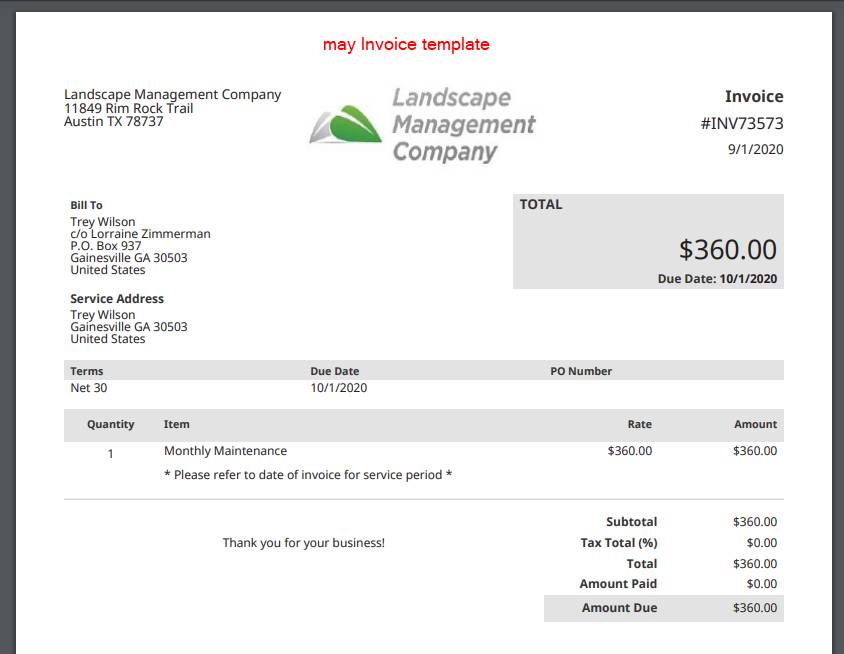 may Invoice template
Landscape Management Company
11849 Rim Rock Trail
Austin TX 78737
Landscape
Management
Company
Invoice
#INV73573
9/1/2020
Bill To
Trey Wilson
c/o Lorraine Zimmerman
P.O. Box 937
Gainesville GA 30503
United States
TOTAL
$360.00
Due Date: 10/1/2020
Service Address
Trey Wilson
Gainesville GA 30503
United States
Terms Due Date PO Number
Net 30 10/1/2020
Quantity Item Rate Amount
1 Monthly Maintenance $360.00 $360.00
* Please refer to date of invoice for service period *
Thank you for your business!
Subtotal $360.00
Tax Total (%) $0.00
Total $360.00
Amount Paid $0.00
Amount Due $360.00